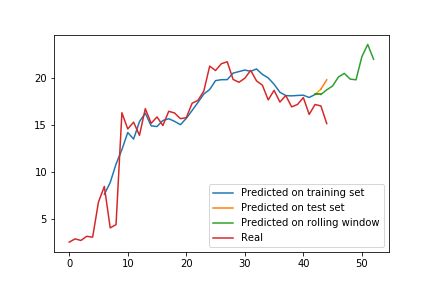 20
15
10
5
0
10
20
30
40
50
Predicted on training set
Predicted on test set
Predicted on rolling window
Real